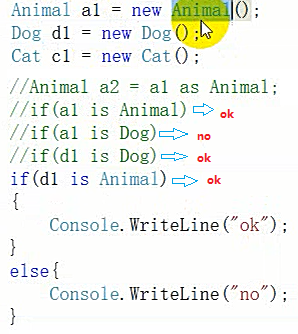 Animal a1 = new Animal();
Dog d1 = new Dog();
Cat c1 = new Cat();
//Animal a2 = a1 as Animal;
//if(a1 is Animal) ok
//if(a1 is Dog) no
//if(d1 is Dog) ok
if(d1 is Animal) ok
{
Console.WriteLine("ok");
}
else{
Console.WriteLine("no");
}